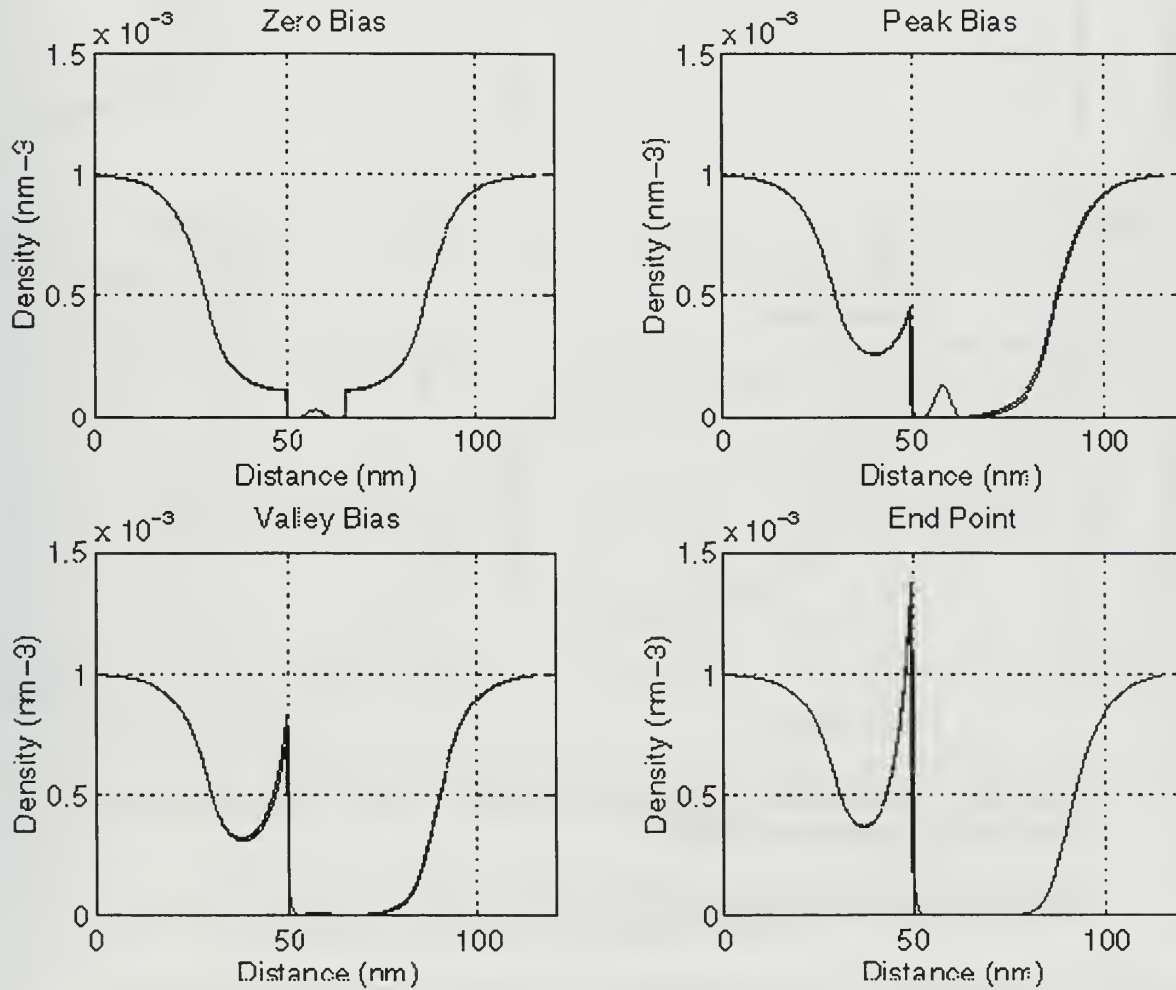 Zero Bias
x 10⁻³
1.5
1
0.5
0
Density (nm−3
0
50
100
Distance (nm)
Peak Bias
x 10⁻³
1.5
1
0.5
0
Density (nm−3)
0
50
100
Distance (nm)
Valley Bias
x 10⁻³
1.5
1
0.5
0
Density (nm−3)
0
50
100
Distance (nm)
End Point
x 10⁻³
1.5
1
0.5
0
Density (nm−3)
0
50
100
Distance (nm)